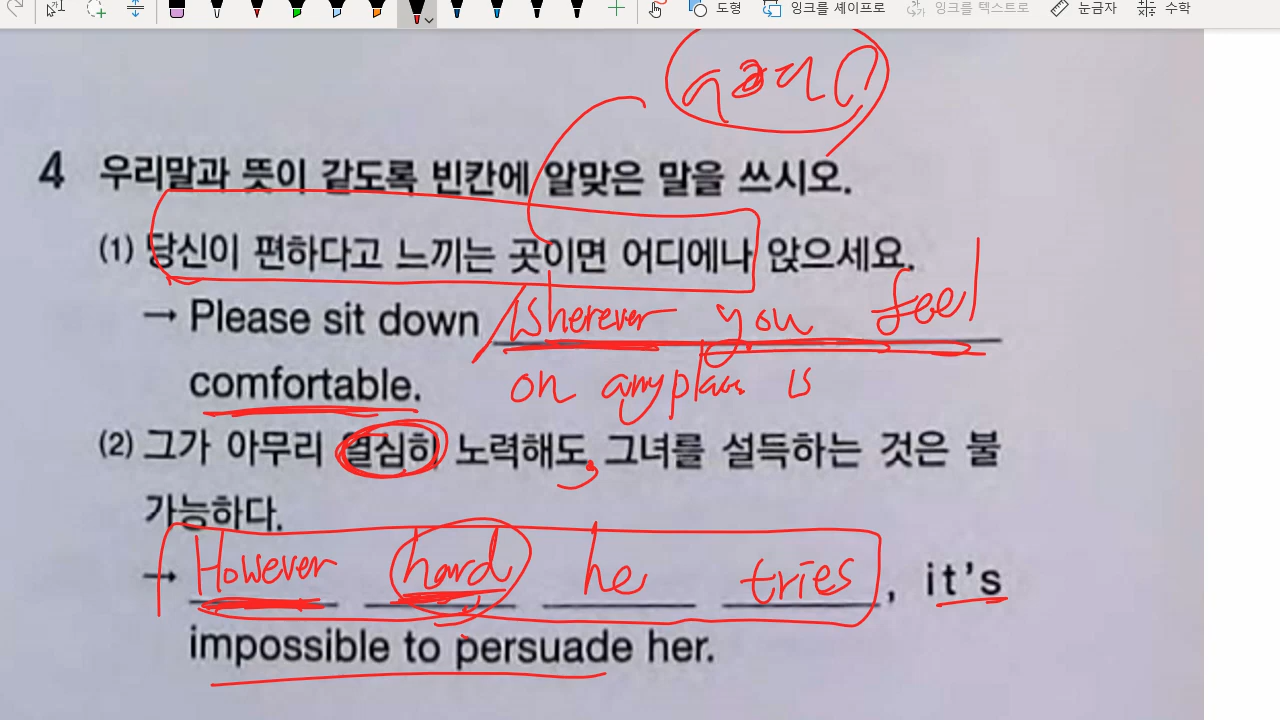 도형 잉크를 셰이프로 잉크를 텍스트로 눈금자 수학
4 우리말과 뜻이 같도록 빈칸에 알맞은 말을 쓰시오.
(1) 당신이 편하다고 느끼는 곳이면 어디에나 앉으세요.
→ Please sit down wherever you feel
comfortable. on any place is
(2) 그가 아무리 열심히 노력해도, 그녀를 설득하는 것은 불
가능하다.
→ However hard he tries, it's
impossible to persuade her.